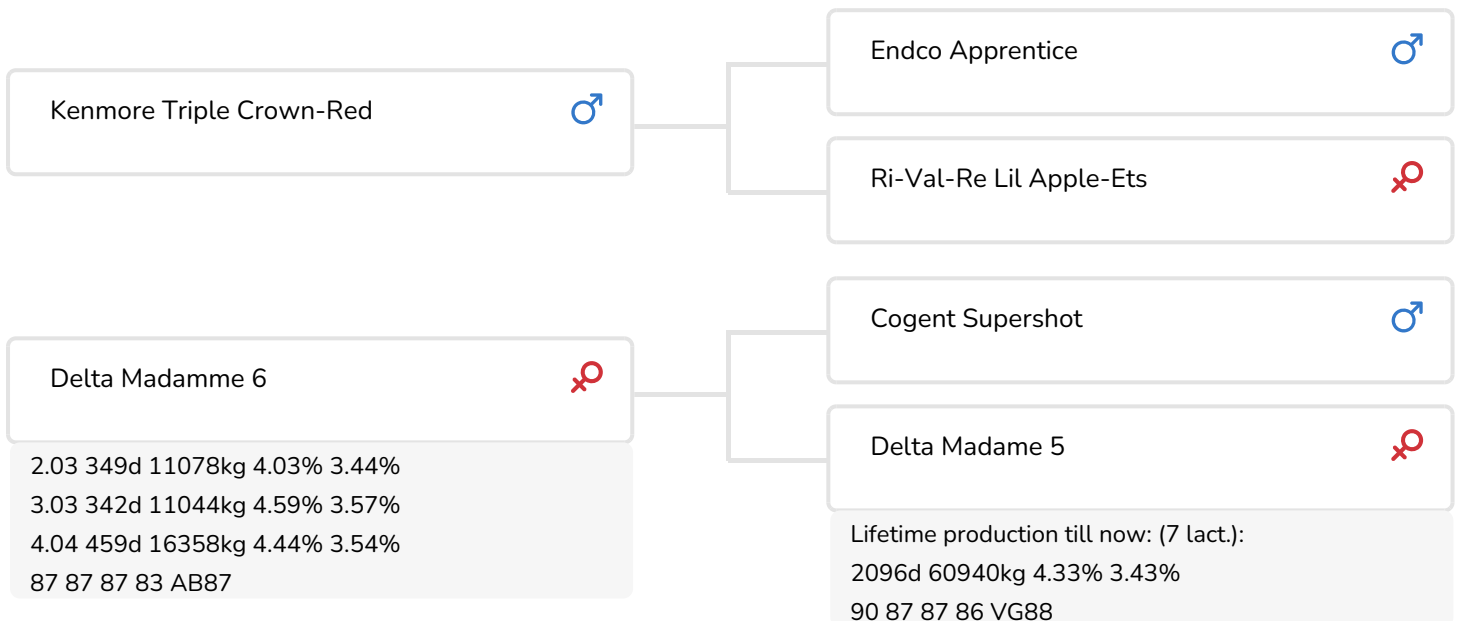 Endco Apprentice
Kenmore Triple Crown-Red
Ri-Val-Re Lil Apple-Ets
Cogent Supershot
Delta Madamme 6
Delta Madame 5
2.03 349d 11078kg 4.03% 3.44%
3.03 342d 11044kg 4.59% 3.57%
4.04 459d 16358kg 4.44% 3.54%
87 87 87 83 AB87
Lifetime production till now: (7 lact.):
2096d 60940kg 4.33% 3.43%
90 87 87 86 VG88